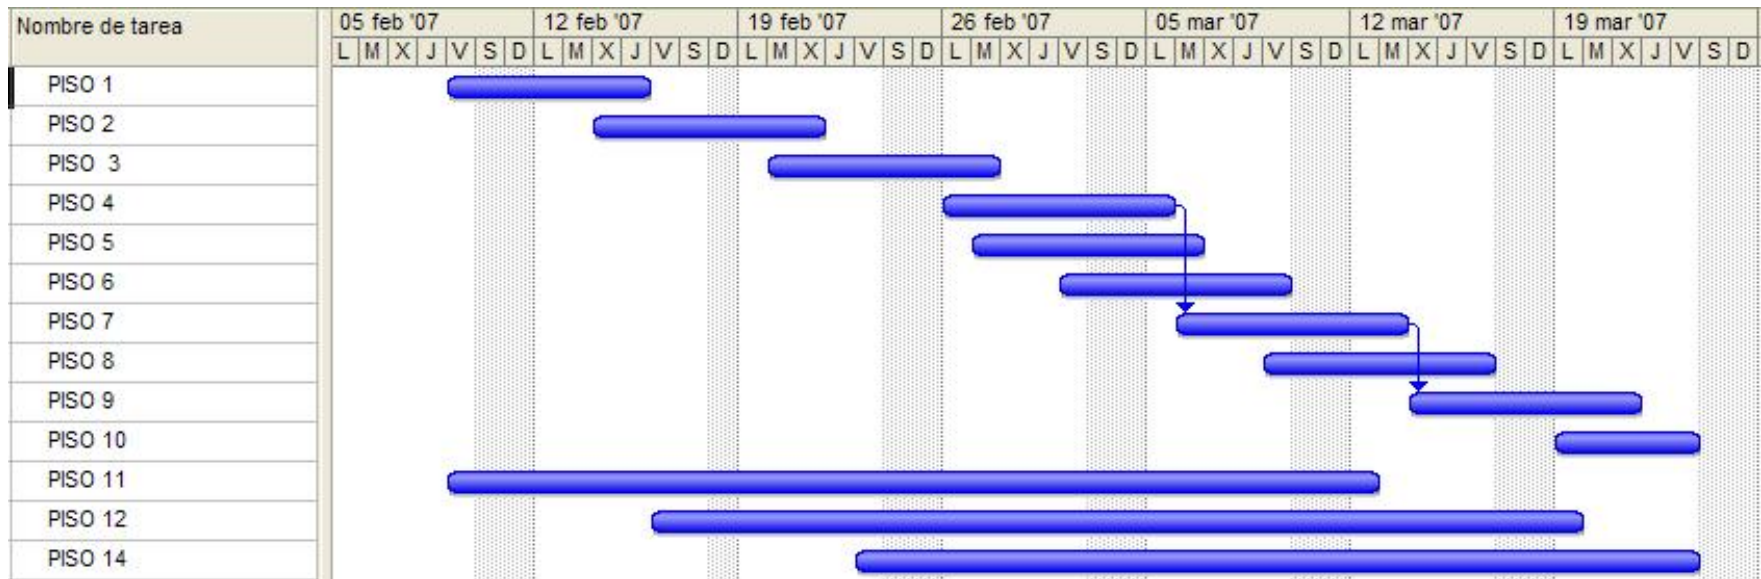 Nombre de tarea
05 feb '07 12 feb '07 19 feb '07 26 feb '07 05 mar '07 12 mar '07 19 mar '07
L M X J V S D L M X J V S D L M X J V S D L M X J V S D L M X J V S D L M X J V S D L M X J V S D
PISO 1
PISO 2
PISO 3
PISO 4
PISO 5
PISO 6
PISO 7
PISO 8
PISO 9
PISO 10
PISO 11
PISO 12
PISO 14